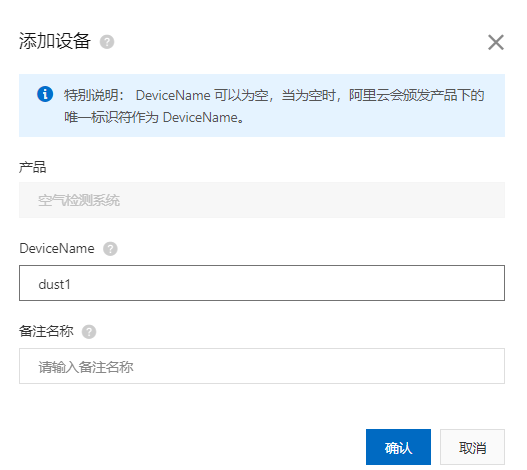 添加设备
特别说明： DeviceName 可以为空，当为空时，阿里云会颁发产品下的
唯一标识符作为 DeviceName。
产品
空气检测系统
DeviceName
dust1
备注名称
请输入备注名称
确认 取消